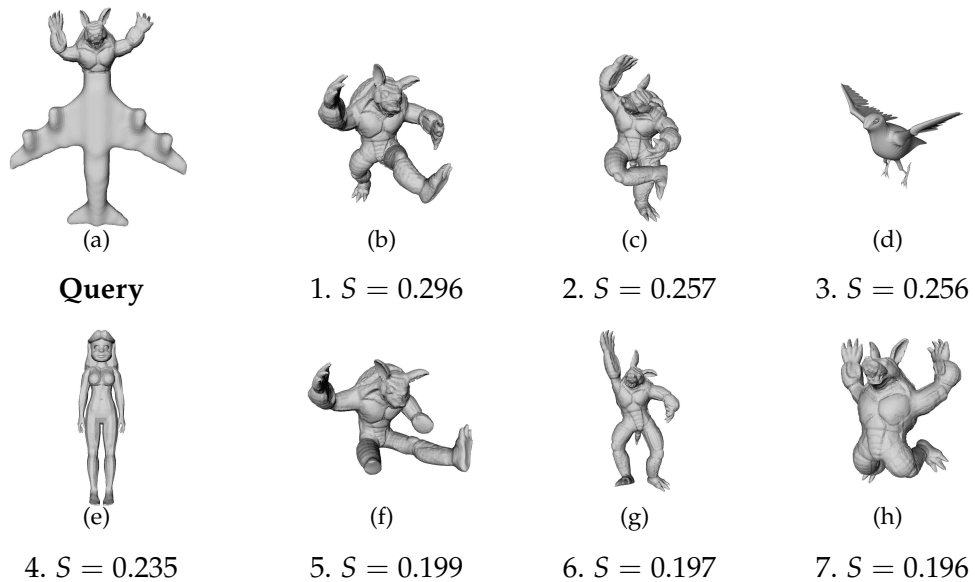 (a)
(b)
(c)
(d)
Query
1. S = 0.296
2. S = 0.257
3. S = 0.256
(e)
(f)
(g)
(h)
4. S = 0.235
5. S = 0.199
6. S = 0.197
7. S = 0.196